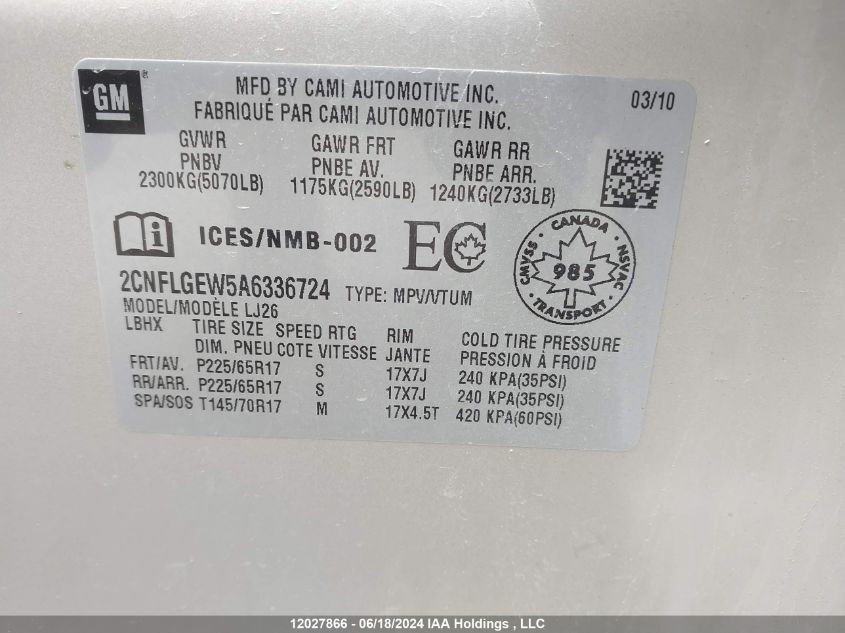 GM
®
MFD BY CAMI AUTOMOTIVE INC.
FABRIQUÉ PAR CAMI AUTOMOTIVE INC.
03/10
GVWR GAWR FRT GAWR RR
PNBV PNBE AV. PNBE ARR.
2300KG(5070LB) 1175KG(2590LB) 1240KG(2733LB)
ICES/NMB-002 EC
CANADA
CMVSS 985 NSVAC
TRANSPORT
2CNFLGEW5A6336724 TYPE: MPV/VTUM
MODEL/MODÈLE LJ26
LBHX TIRE SIZE SPEED RTG RIM COLD TIRE PRESSURE
DIM. PNEU COTE VITESSE JANTE PRESSION À FROID
FRT/AV. P225/65R17 S 17X7J 240 KPA(35PSI)
RR/ARR. P225/65R17 S 17X7J 240 KPA(35PSI)
SPA/SOS T145/70R17 M 17X4.5T 420 KPA(60PSI)
12027866 - 06/18/2024 IAA Holdings , LLC